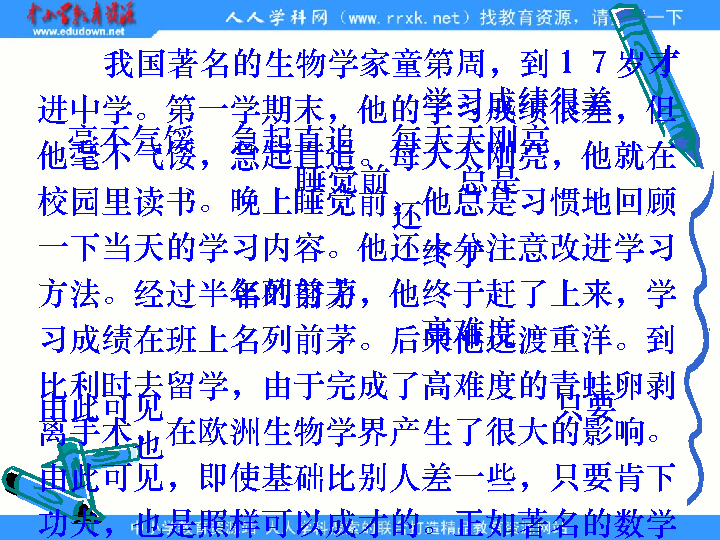 中小学教育资源站
www.edudown.net
人人学科网（www.rrxk.net）找教育资源，请 一下
我国著名的生物学家童第周，到１７岁才
进中学。第一学期末，他的学习成绩很差，但
学习成绩很差
他毫不气馁，急起直追。每天天刚亮，他就在
毫不气馁 急起直追 每天天刚亮
校园里读书。晚上睡觉前，他总是习惯地回顾
睡觉前 总是
还
一下当天的学习内容。他还十分注意改进学习
终于
方法。经过半年的努力，他终于赶了上来，学
名列前茅
习成绩在班上名列前茅。后来他远渡重洋。到
高难度
比利时去留学，由于完成了高难度的青蛙卵剥
由此可见 只要
离手术，在欧洲生物学界产生了很大的影响。
也
由此可见，即使基础比别人差一些，只要肯下
功夫，也是照样可以成才的。正如著名的数学